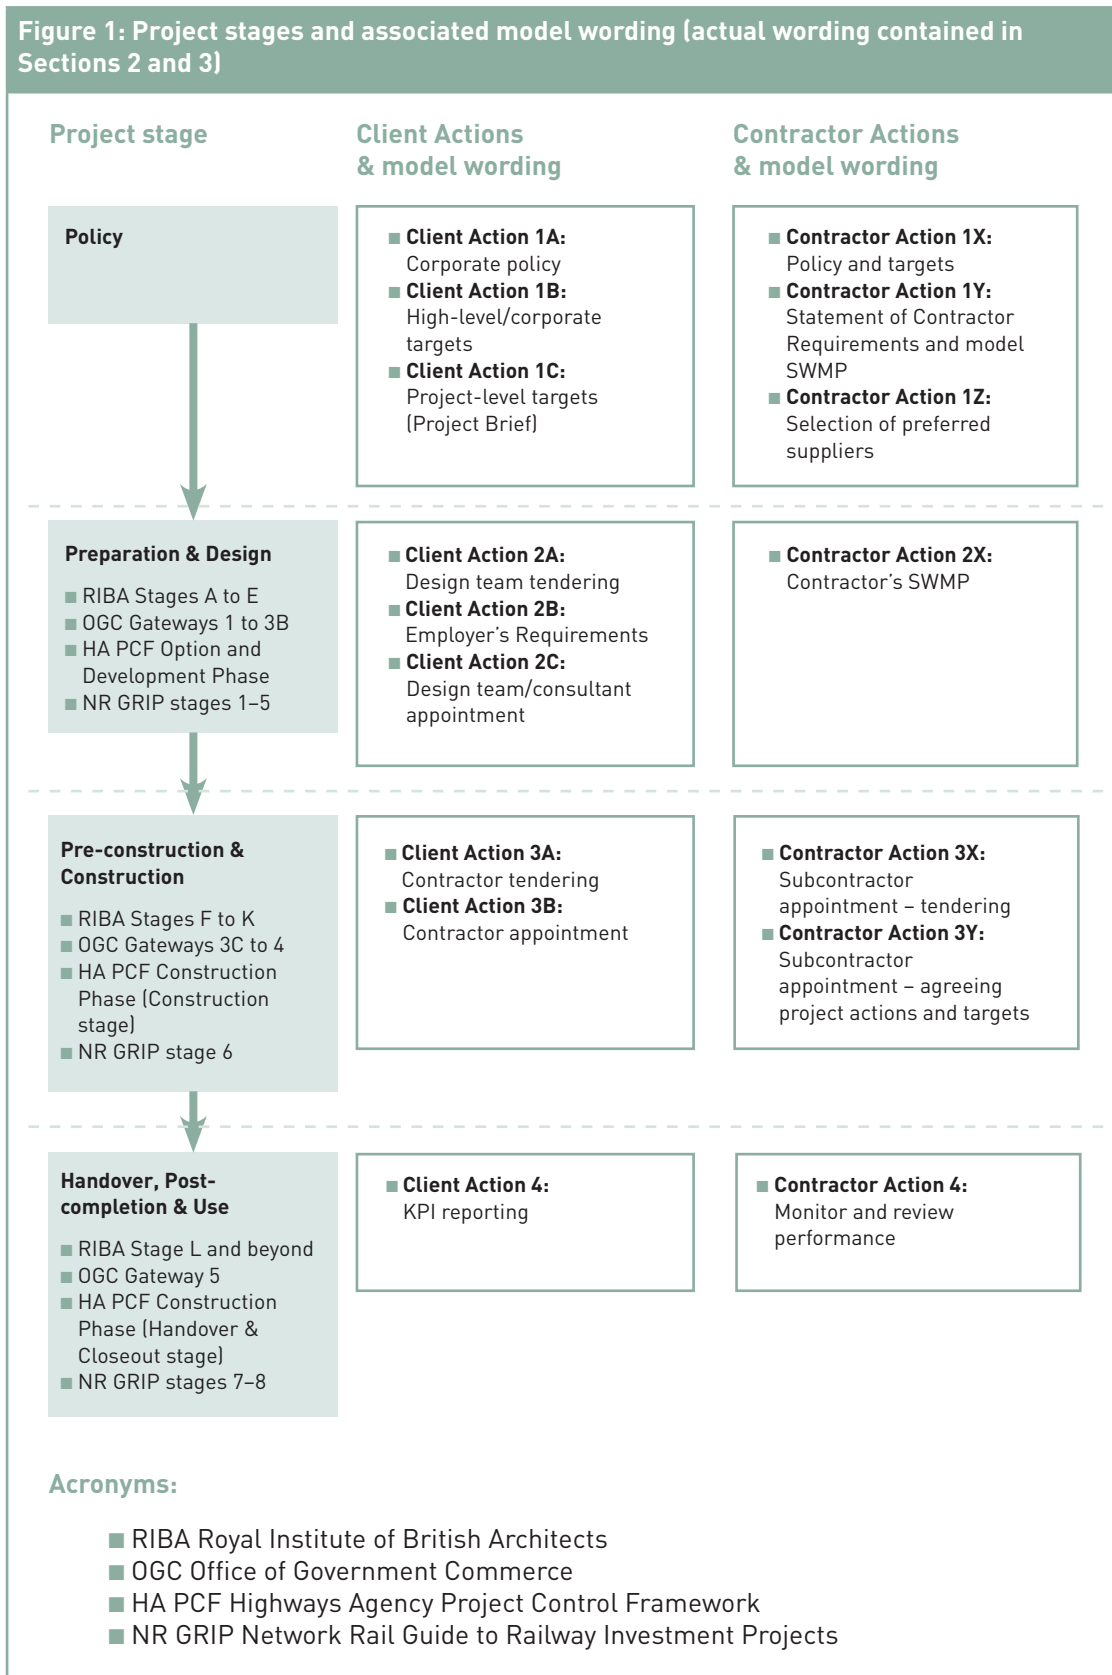 Figure 1: Project stages and associated model wording (actual wording contained in
Sections 2 and 3)
Project stage
Client Actions
& model wording
Contractor Actions
& model wording
Policy
■ Client Action 1A:
Corporate policy
■ Client Action 1B:
High-level/corporate
targets
■ Client Action 1C:
Project-level targets
(Project Brief)
■ Contractor Action 1X:
Policy and targets
■ Contractor Action 1Y:
Statement of Contractor
Requirements and model
SWMP
■ Contractor Action 1Z:
Selection of preferred
suppliers
Preparation & Design
■ RIBA Stages A to E
■ OGC Gateways 1 to 3B
■ HA PCF Option and
Development Phase
■ NR GRIP stages 1–5
■ Client Action 2A:
Design team tendering
■ Client Action 2B:
Employer's Requirements
■ Client Action 2C:
Design team/consultant
appointment
■ Contractor Action 2X:
Contractor's SWMP
Pre-construction &
Construction
■ RIBA Stages F to K
■ OGC Gateways 3C to 4
■ HA PCF Construction
Phase (Construction
stage)
■ NR GRIP stage 6
■ Client Action 3A:
Contractor tendering
■ Client Action 3B:
Contractor appointment
■ Contractor Action 3X:
Subcontractor
appointment – tendering
■ Contractor Action 3Y:
Subcontractor
appointment – agreeing
project actions and targets
Handover, Post-
completion & Use
■ RIBA Stage L and beyond
■ OGC Gateway 5
■ HA PCF Construction
Phase (Handover &
Closeout stage)
■ NR GRIP stages 7–8
■ Client Action 4:
KPI reporting
■ Contractor Action 4:
Monitor and review
performance
Acronyms:
■ RIBA Royal Institute of British Architects
■ OGC Office of Government Commerce
■ HA PCF Highways Agency Project Control Framework
■ NR GRIP Network Rail Guide to Railway Investment Projects